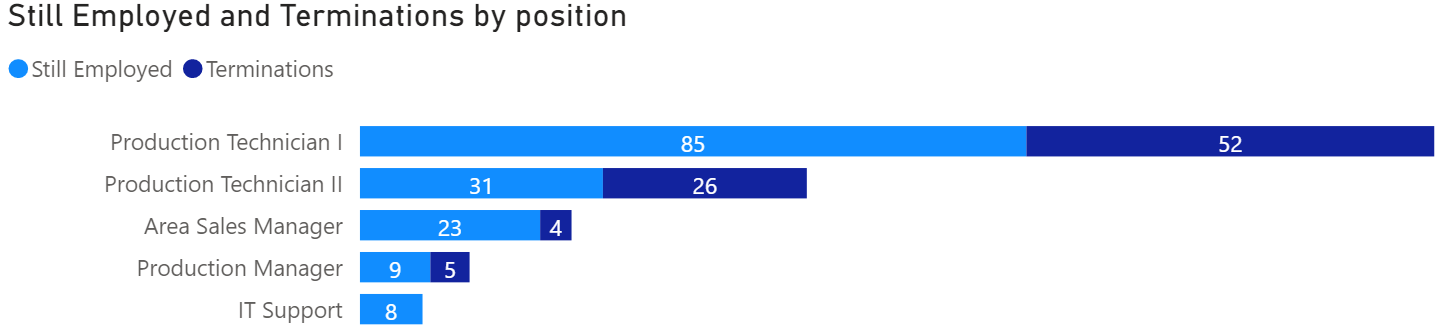 Still Employed and Terminations by position
Still Employed Terminations
Production Technician I 85 52
Production Technician II 31 26
Area Sales Manager 23 4
Production Manager 9 5
IT Support 8